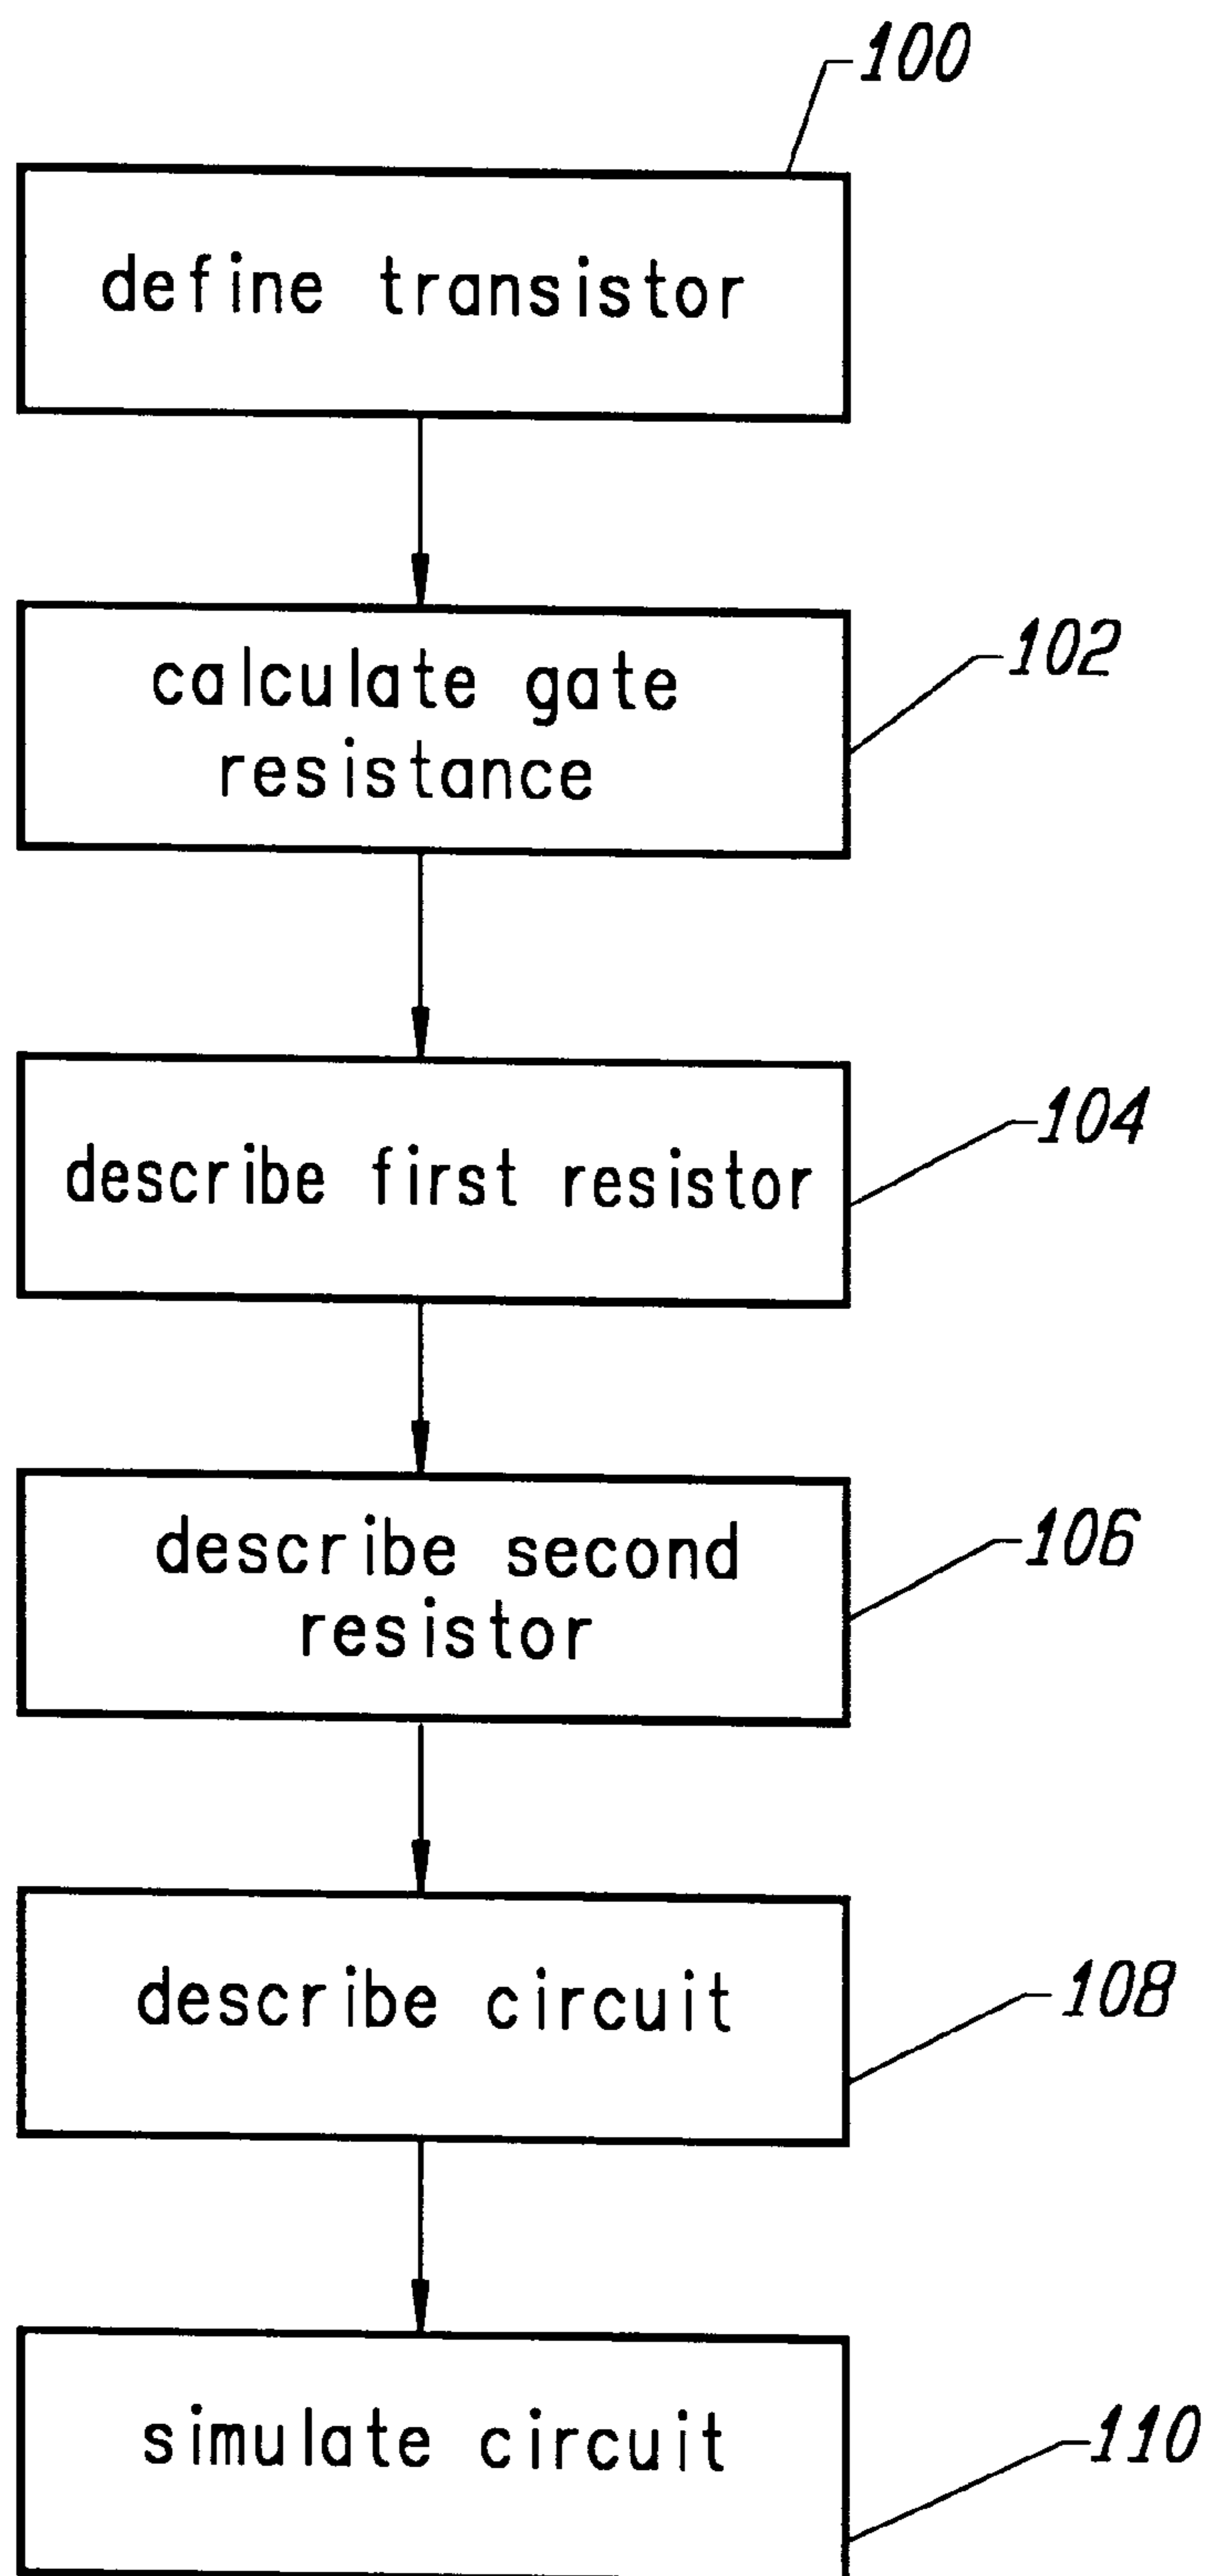 100
define transistor
calculate gate
resistance
102
describe first resistor
104
describe second
resistor
106
describe circuit
108
simulate circuit
110